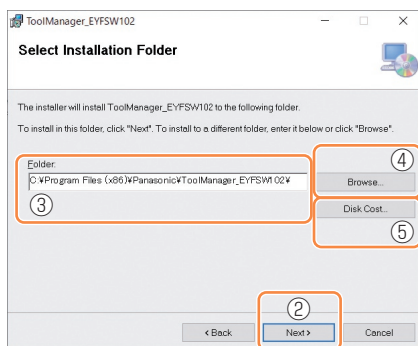 ToolManager_EYFSW102
Select Installation Folder
The installer will install ToolManager_EYFSW102 to the following folder.
To install in this folder, click "Next". To install to a different folder, enter it below or click "Browse".
Folder:
C:¥Program Files (x86)¥Panasonic¥ToolManager_EYFSW102¥
③
④
Browse...
Disk Cost...
⑤
②
< Back
Next >
Cancel